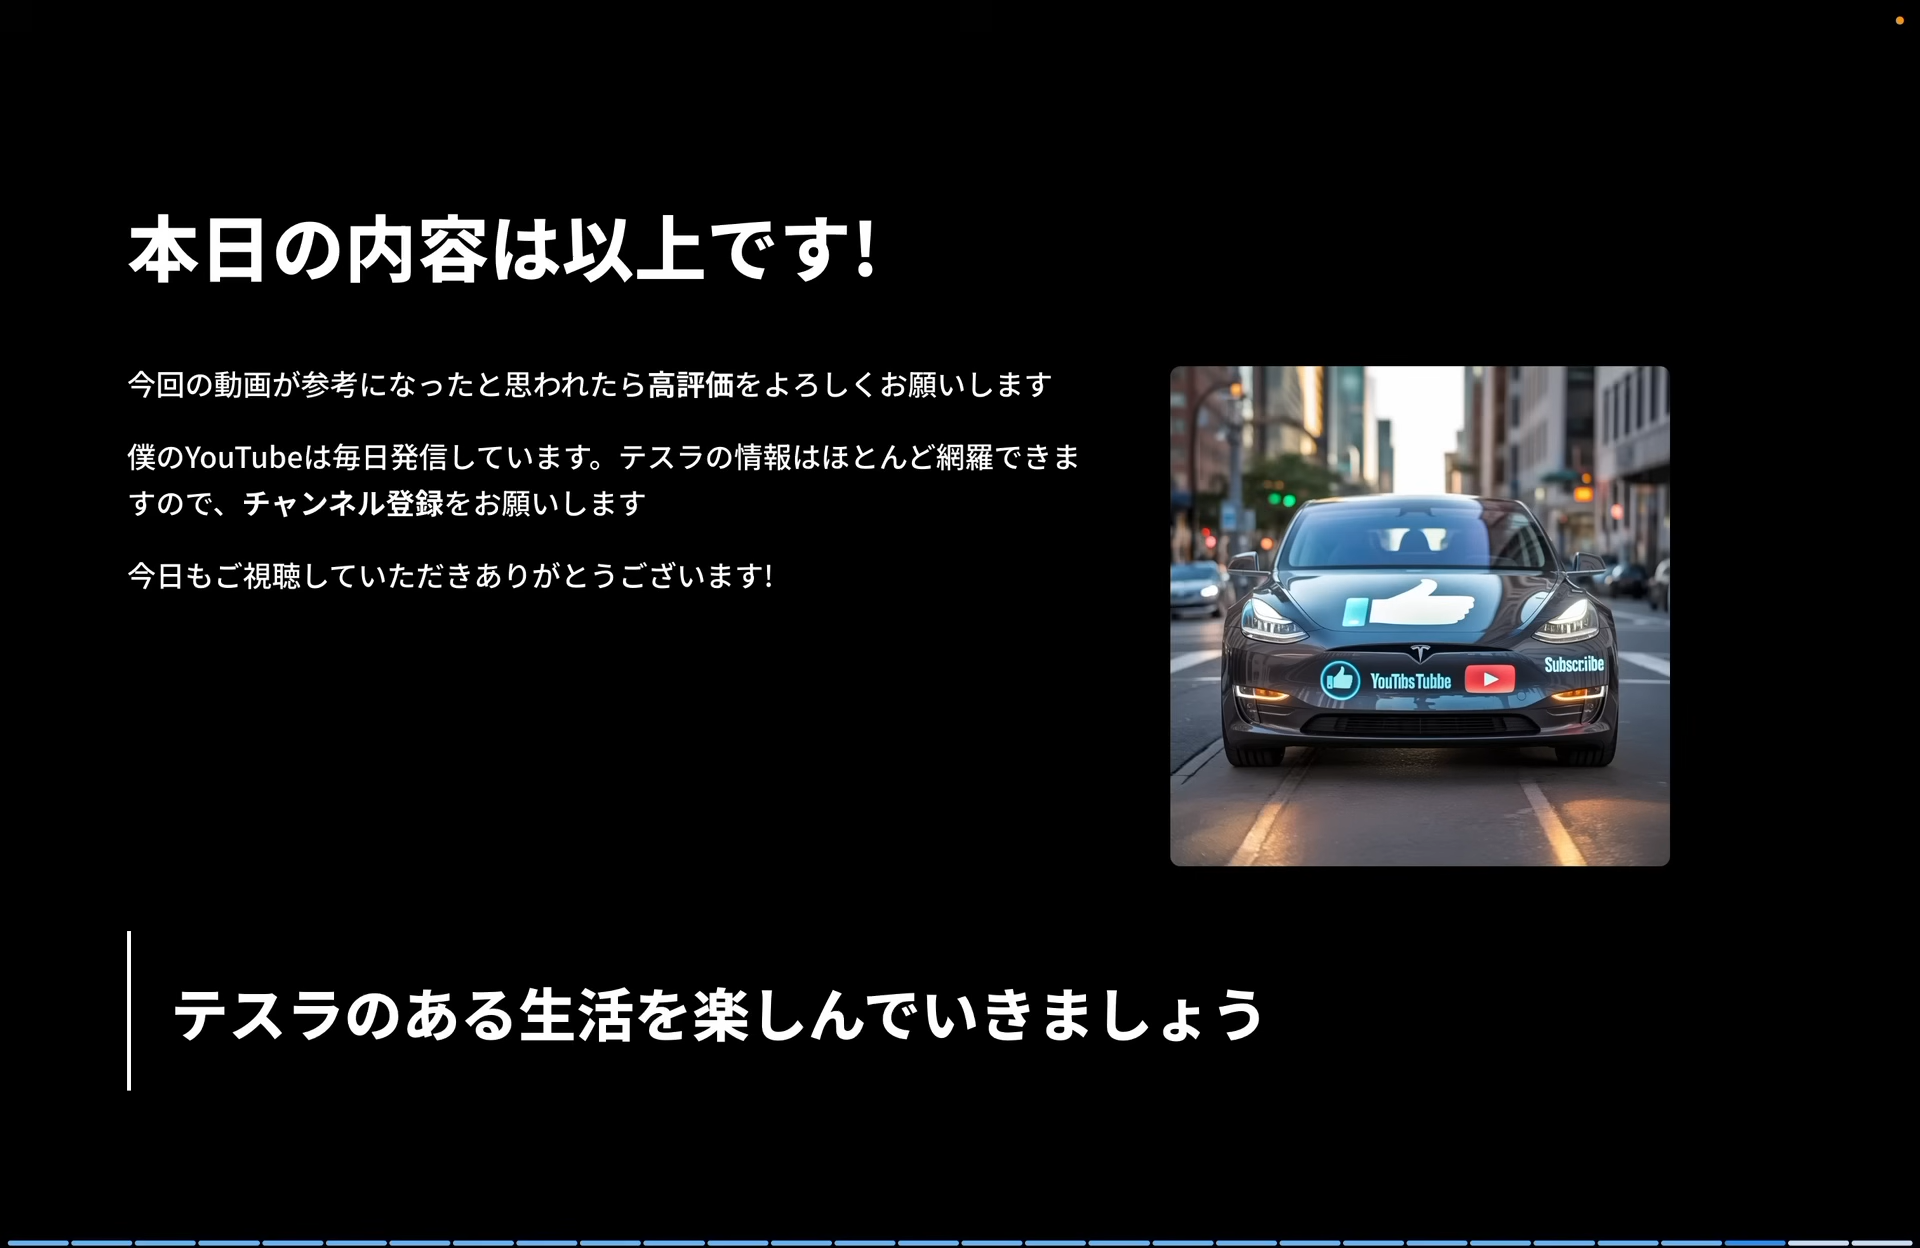 本日の内容は以上です!
今回の動画が参考になったと思われたら高評価をよろしくお願いします
僕のYouTubeは毎日発信しています。テスラの情報はほとんど網羅できま
すので、チャンネル登録をお願いします
今日もご視聴していただきありがとうございます!
YouTibs Tubbe
Subscriibe
テスラのある生活を楽しんでいきましょう